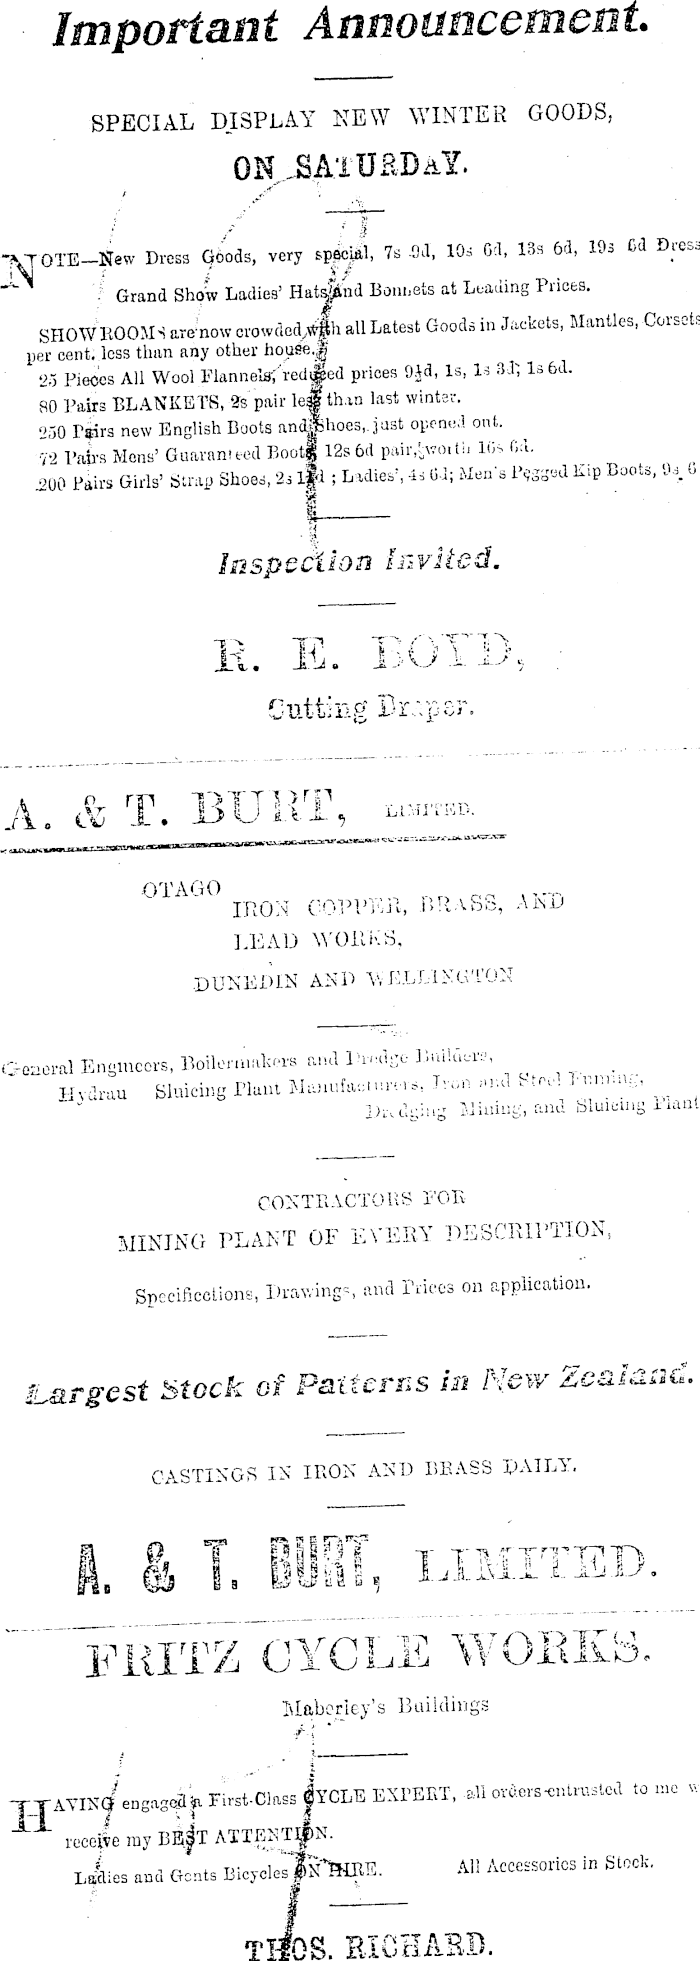 Important Announcement.
SPECIAL DISPLAY NEW WINTER GOODS,
ON SATURDAY.
NOTE—New Dress Goods, very special, 7s 9d, 10s 6d, 13s 6d, 19s 6d Dress
Grand Show Ladies' Hats and Bonnets at Leading Prices.
SHOWROOMS are now crowded with all Latest Goods in Jackets, Mantles, Corsets
per cent. less than any other house.
25 Pieces All Wool Flannels, reduced prices 9½d, 1s, 1s 3d, 1s 6d.
80 Pairs BLANKETS, 2s pair less than last winter.
250 Pairs new English Boots and Shoes, just opened out.
72 Pairs Mens' Guaranteed Boots, 12s 6d pair, worth 16s 6d.
200 Pairs Girls' Strap Shoes, 2s 11d ; Ladies', 4s 6d; Men's Pegged Kip Boots, 9s 6
Inspection Invited.
R. E. BOYD,
Cutting Draper.
A. & T. BURT, LIMITED.
OTAGO
IRON COPPER, BRASS, AND
LEAD WORKS,
DUNEDIN AND WELLINGTON
General Engineers, Boilermakers and Dredge Builders,
Hydrau Sluicing Plant Manufacturers, Iron and Steel
Dredging Mining, and Sluicing Plant
CONTRACTORS FOR
MINING PLANT OF EVERY DESCRIPTION,
Specifications, Drawings, and Prices on application.
Largest Stock of Patterns in New Zealand.
CASTINGS IN IRON AND BRASS DAILY.
A. & T. BURT, LIMITED.
FRITZ CYCLE WORKS.
Maberley's Buildings
HAVING engaged a First-Class CYCLE EXPERT, all orders entrusted to me w
receive my BEST ATTENTION.
Ladies and Gents Bicycles ON HIRE. All Accessories in Stock.
THOS. RICHARD.